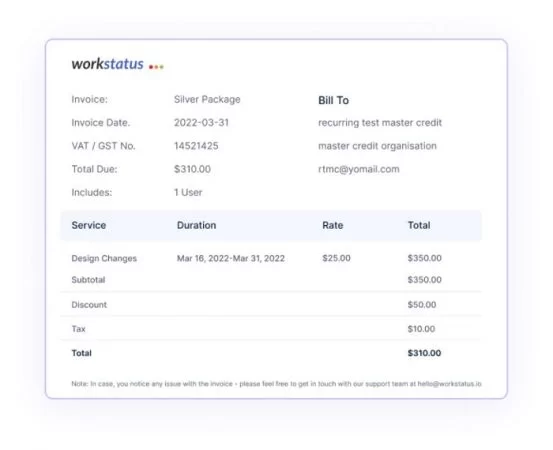 workstatus
Invoice: Silver Package Bill To
Invoice Date. 2022-03-31 recurring test master credit
VAT / GST No. 14521425 master credit organisation
Total Due: $310.00 rtmc@yomail.com
Includes: 1 User
Service Duration Rate Total
Design Changes Mar 16, 2022-Mar 31, 2022 $25.00 $350.00
Subtotal $350.00
Discount $50.00
Tax $10.00
Total $310.00
Note: In case, you notice any issue with the invoice - please feel free to get in touch with our support team at hello@workstatus.io